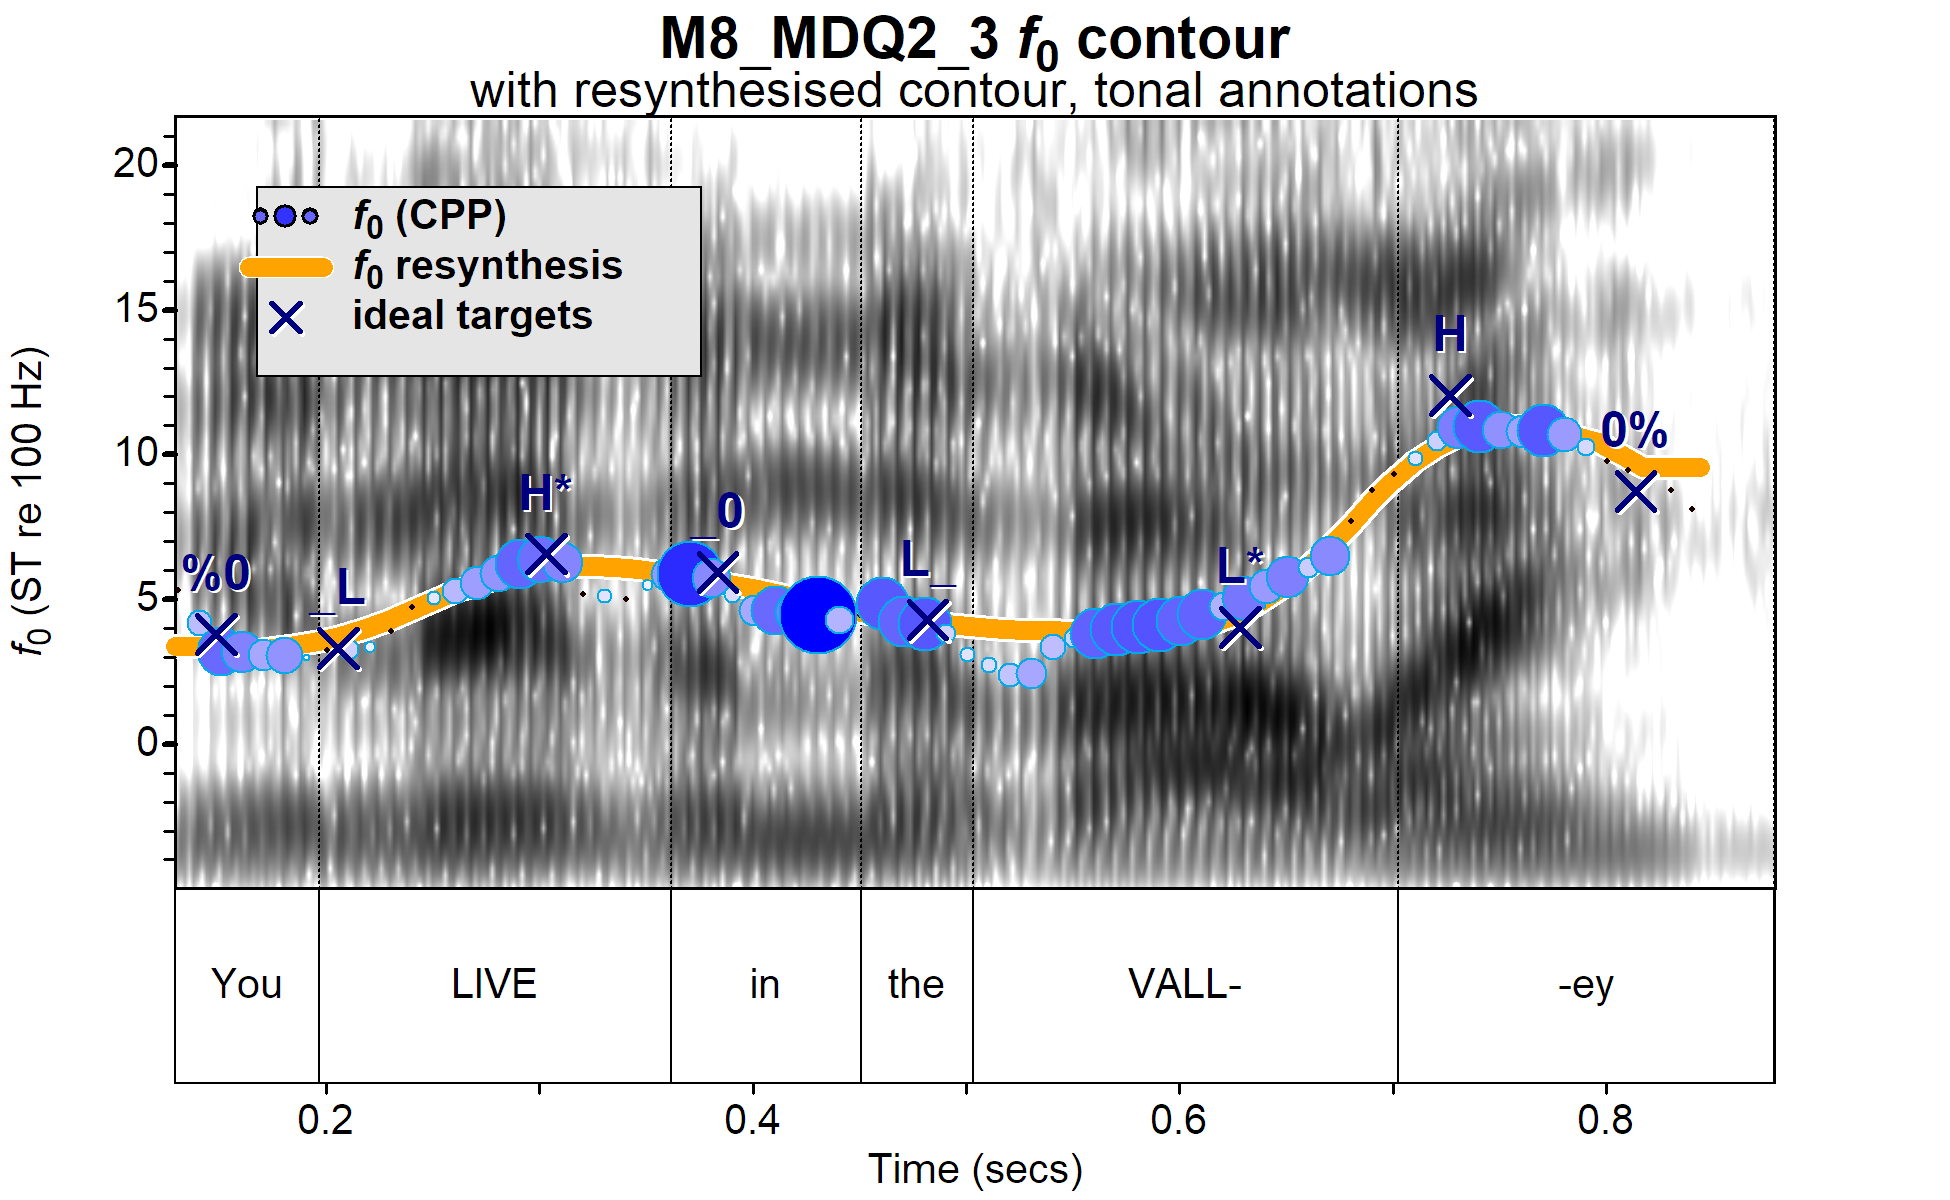 M8_MDQ2_3 f0 contour
with resynthesised contour, tonal annotations
f0 (CPP)
f0 resynthesis
ideal targets
20
15
10
5
0
f0 (ST re 100 Hz)
%0
_L
H*
_0
L_
L*
H
0%
You
LIVE
in
the
VALL-
-ey
0.2
0.4
0.6
0.8
Time (secs)